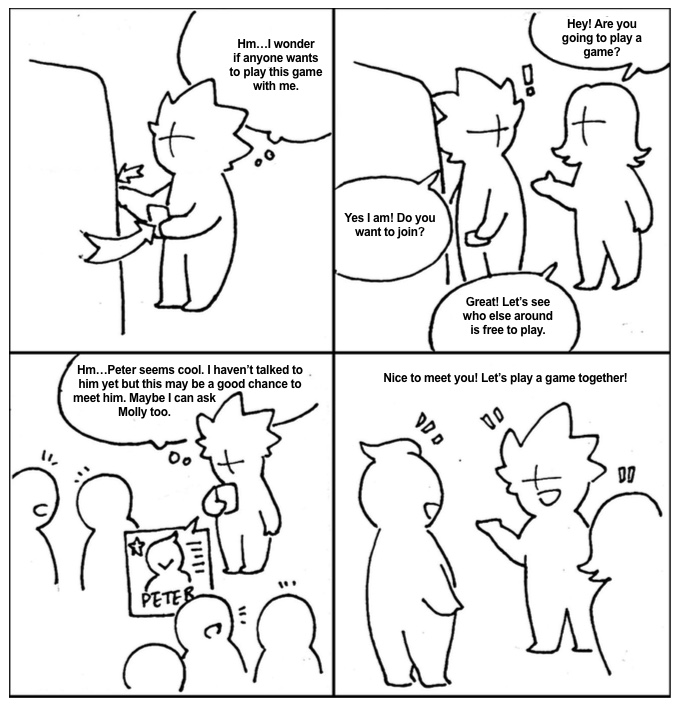 Hm…I wonder
if anyone wants
to play this game
with me.
Hey! Are you
going to play a
game?
!
Yes I am! Do you
want to join?
Great! Let's see
who else around
is free to play.
Hm…Peter seems cool. I haven't talked to
him yet but this may be a good chance to
meet him. Maybe I can ask
Molly too.
PETER
Nice to meet you! Let's play a game together!